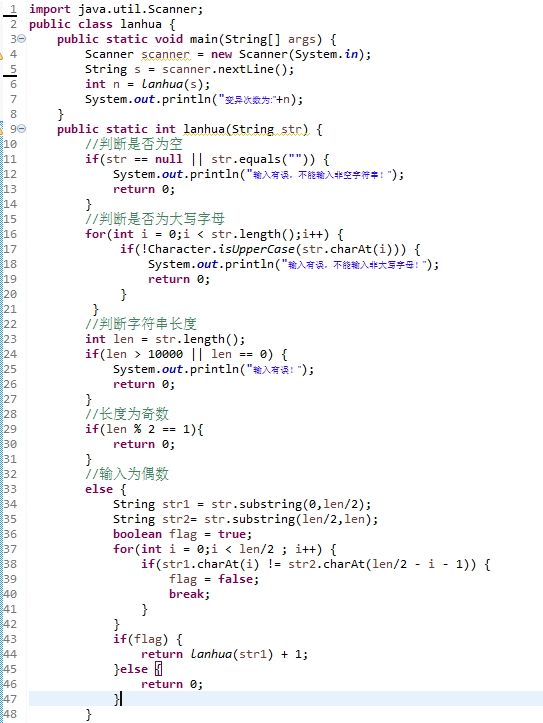 1 import java.util.Scanner;
2 public class lanhua {
3 public static void main(String[] args) {
4 Scanner scanner = new Scanner(System.in);
5 String s = scanner.nextLine();
6 int n = lanhua(s);
7 System.out.println("变异次数为:"+n);
8 }
9 public static int lanhua(String str) {
10 //判断是否为空
11 if(str == null || str.equals("")) {
12 System.out.println("输入有误，不能输入非空字符串！");
13 return 0;
14 }
15 //判断是否为大写字母
16 for(int i = 0;i < str.length();i++) {
17 if(!Character.isUpperCase(str.charAt(i))) {
18 System.out.println("输入有误，不能输入非大写字母！");
19 return 0;
20 }
21 }
22 //判断字符串长度
23 int len = str.length();
24 if(len > 10000 || len == 0) {
25 System.out.println("输入有误！");
26 return 0;
27 }
28 //长度为奇数
29 if(len % 2 == 1){
30 return 0;
31 }
32 //输入为偶数
33 else {
34 String str1 = str.substring(0,len/2);
35 String str2= str.substring(len/2,len);
36 boolean flag = true;
37 for(int i = 0;i < len/2 ; i++) {
38 if(str1.charAt(i) != str2.charAt(len/2 - i - 1)) {
39 flag = false;
40 break;
41 }
42 }
43 if(flag) {
44 return lanhua(str1) + 1;
45 }else {
46 return 0;
47 }
48 }